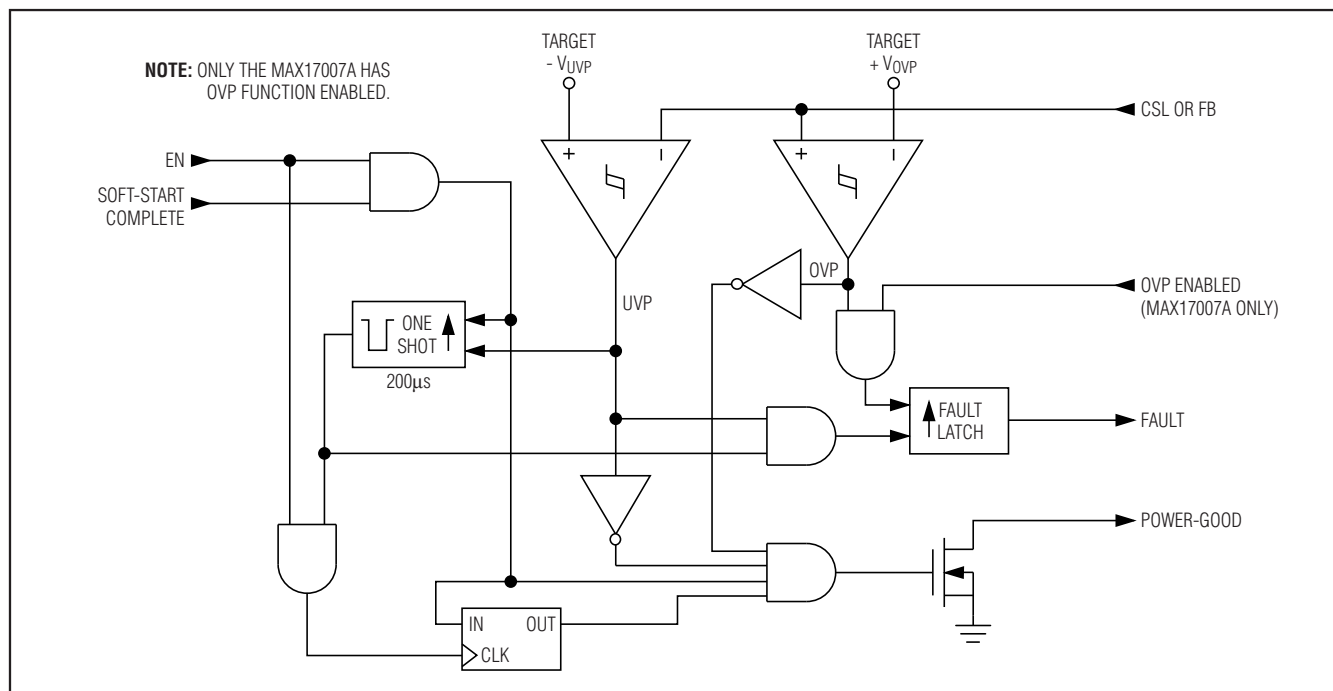 NOTE: ONLY THE MAX17007A HAS
OVP FUNCTION ENABLED.
TARGET
- VUVP
TARGET
+ VOVP
CSL OR FB
EN
SOFT-START
COMPLETE
+
−
+
−
OVP
OVP ENABLED
(MAX17007A ONLY)
UVP
ONE
SHOT
200µs
FAULT
LATCH
FAULT
POWER-GOOD
IN
OUT
CLK